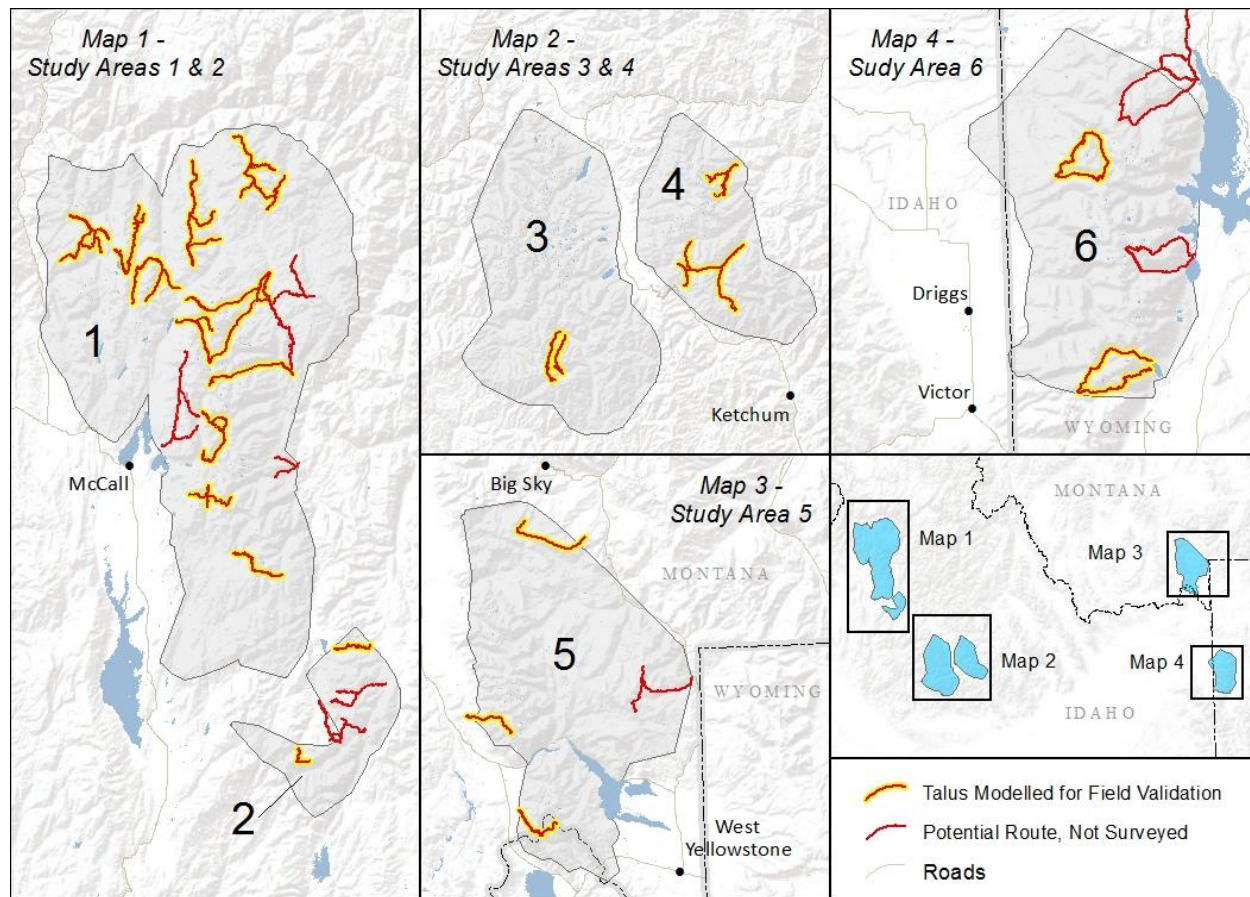 Map 1 -
Study Areas 1 & 2
1
McCall
2
Map 2 -
Study Areas 3 & 4
3
4
Ketchum
Map 4 -
Sudy Area 6
IDAHO
6
Driggs
Victor
WYOMING
Big Sky
Map 3 -
Study Area 5
MONTANA
5
WYOMING
West
Yellowstone
MONTANA
Map 1
Map 3
Map 2
Map 4
IDAHO
Talus Modelled for Field Validation
Potential Route, Not Surveyed
Roads